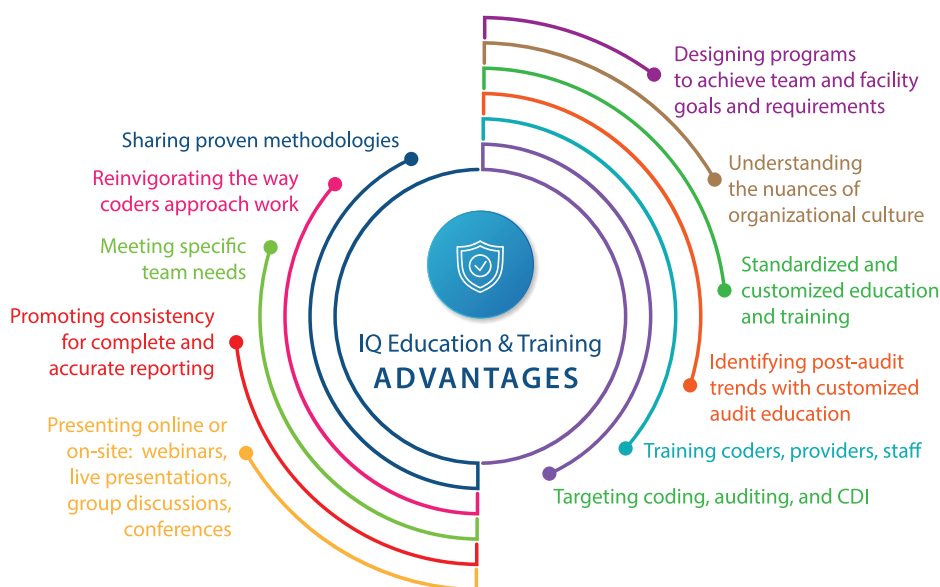 Designing programs
to achieve team and facility
goals and requirements
Understanding
the nuances of
organizational culture
Standardized and
customized education
and training
Identifying post-audit
trends with customized
audit education
Training coders, providers, staff
Targeting coding, auditing, and CDI
Sharing proven methodologies
Reinvigorating the way
coders approach work
Meeting specific
team needs
Promoting consistency
for complete and
accurate reporting
Presenting online or
on-site: webinars,
live presentations,
group discussions,
conferences
IQ Education & Training
ADVANTAGES